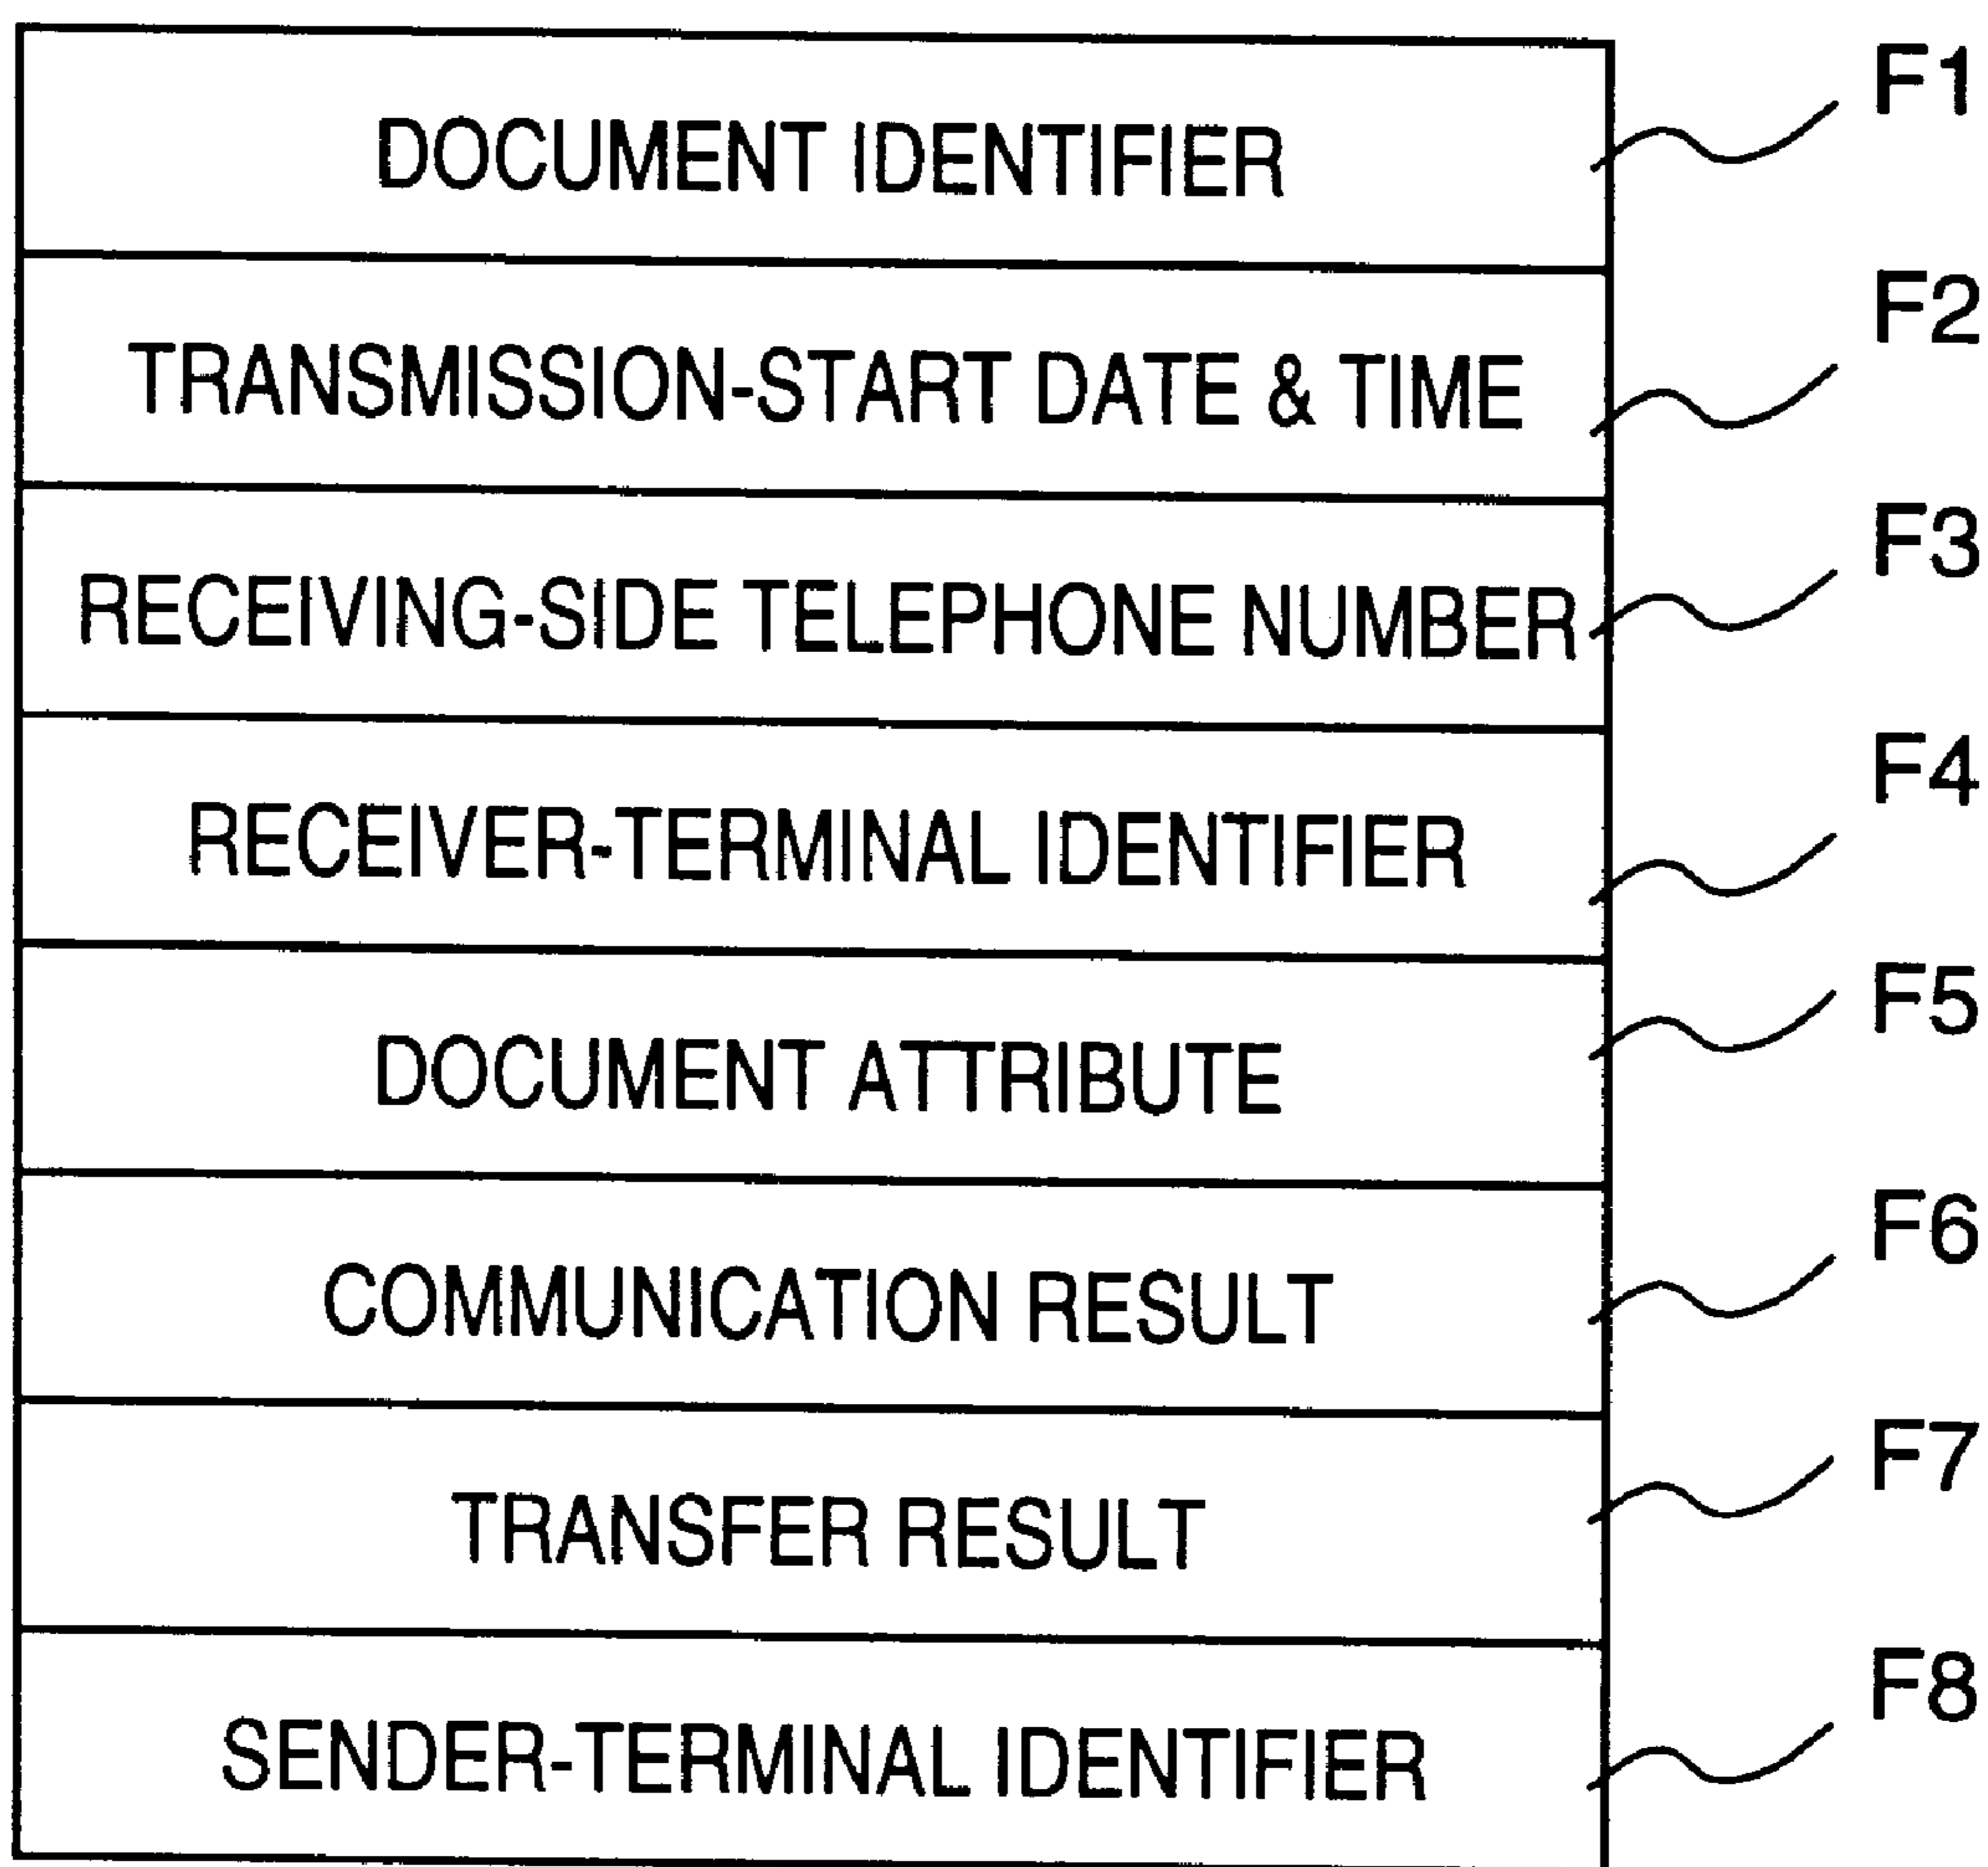 F1
DOCUMENT IDENTIFIER
F2
TRANSMISSION-START DATE & TIME
F3
RECEIVING-SIDE TELEPHONE NUMBER
F4
RECEIVER-TERMINAL IDENTIFIER
F5
DOCUMENT ATTRIBUTE
F6
COMMUNICATION RESULT
F7
TRANSFER RESULT
F8
SENDER-TERMINAL IDENTIFIER